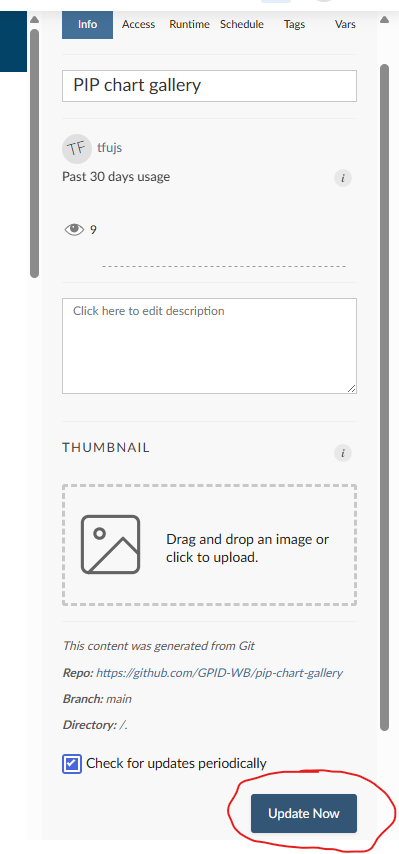 Info Access Runtime Schedule Tags Vars
PIP chart gallery
TF tfujs
Past 30 days usage i
9
Click here to edit description
THUMBNAIL i
Drag and drop an image or
click to upload.
This content was generated from Git
Repo: https://github.com/GPID-WB/pip-chart-gallery
Branch: main
Directory: /.
Check for updates periodically
Update Now